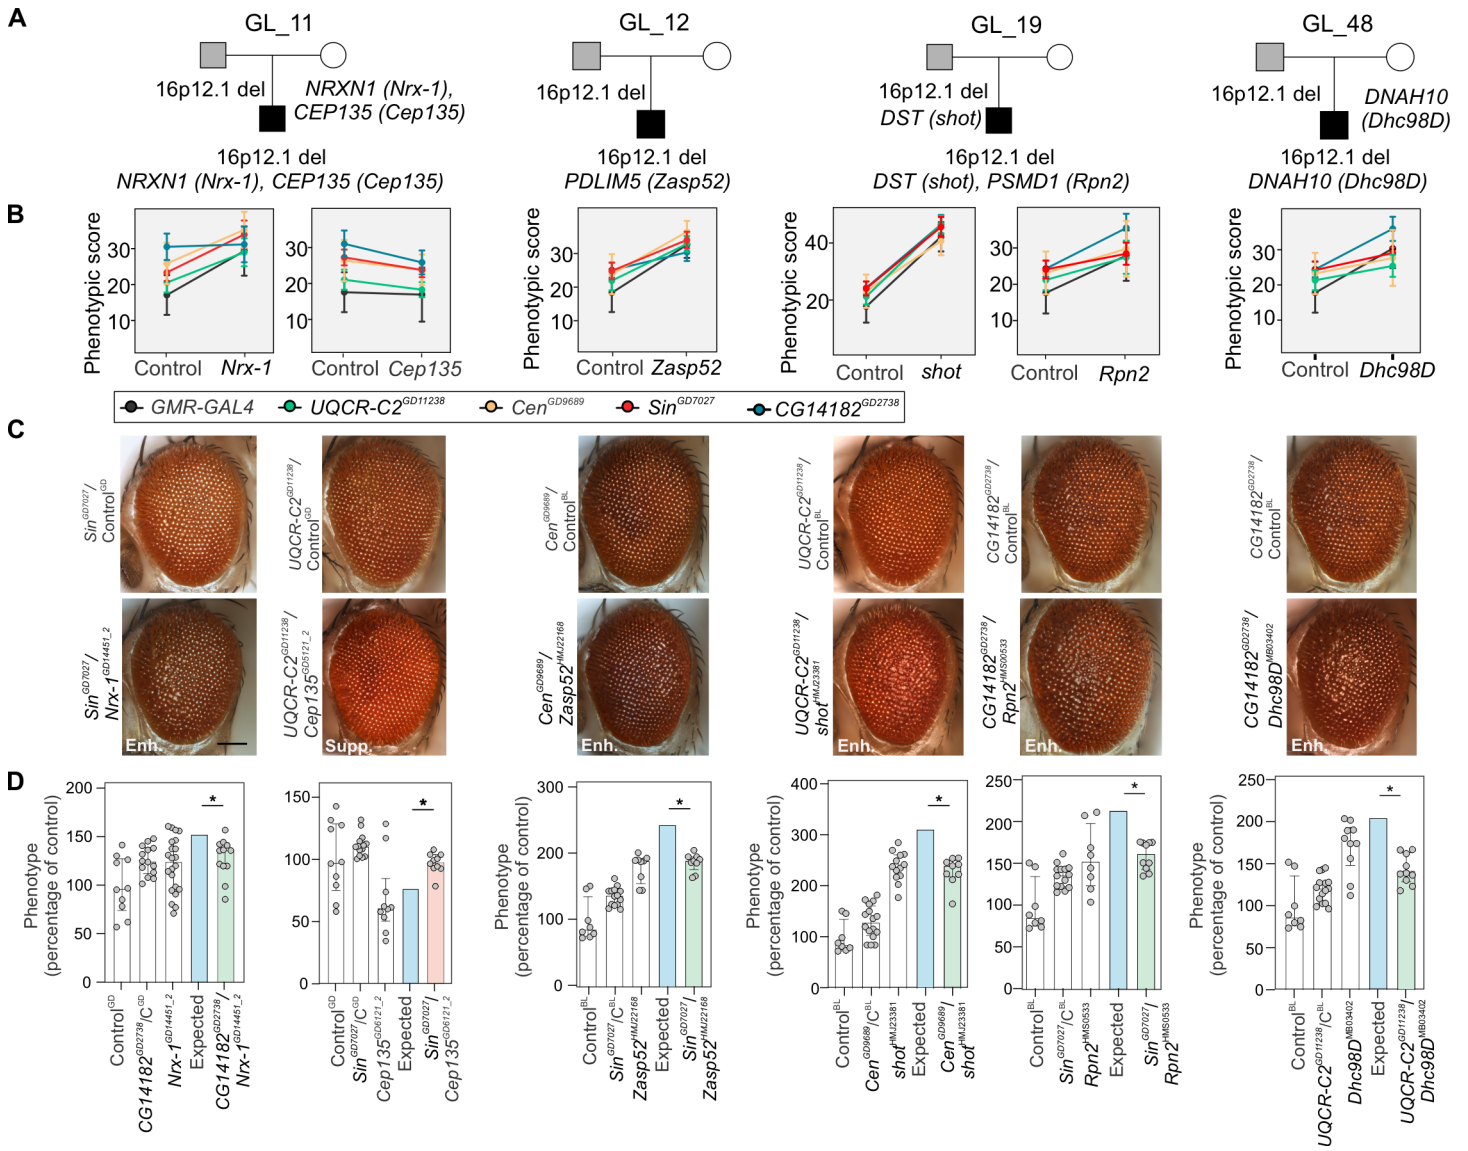 A
GL_11
GL_12
GL_19
GL_48
16p12.1 del
NRXN1 (Nrx-1),
CEP135 (Cep135)
16p12.1 del
16p12.1 del
DST (shot)
16p12.1 del
DNAH10
(Dhc98D)
16p12.1 del
NRXN1 (Nrx-1), CEP135 (Cep135)
16p12.1 del
PDLIM5 (Zasp52)
16p12.1 del
DST (shot), PSMD1 (Rpn2)
16p12.1 del
DNAH10 (Dhc98D)
B
Phenotypic score
30
20
10
Control Nrx-1
30
20
10
Control Cep135
Phenotypic score
30
20
10
Control Zasp52
Phenotypic score
40
20
Control shot
30
20
10
Control Rpn2
Phenotypic score
30
20
10
Control Dhc98D
GMR-GAL4 UQCR-C2GD11238 CenGD9689 SinGD7027 CG14182GD2738
C
SinGD7027/
ControlGD
UQCR-C2GD11238/
ControlGD
CenGD9689/
ControlBL
UQCR-C2GD11238/
ControlBL
CG14182GD2738/
ControlBL
CG14182GD2738/
ControlBL
SinGD7027/
Nrx-1GD14451_2
Enh.
UQCR-C2GD11238/
Cep135GD5121_2
Supp.
CenGD9689/
Zasp52HMJ22168
Enh.
UQCR-C2GD11238/
shotHMJ23381
Enh.
CG14182GD2738/
Rpn2HMS00533
Enh.
CG14182GD2738/
Dhc98DMB03402
Enh.
D
Phenotype
(percentage of control)
200
150
100
50
0
*
ControlGD
CG14182GD2738/CGD
Nrx-1GD14451_2
Expected
CG14182GD2738/
Nrx-1GD14451_2
150
100
50
0
*
ControlGD
SinGD7027/CGD
Cep135GD6121_2
Expected
SinGD7027/
Cep135GD6121_2
Phenotype
(percentage of control)
300
200
100
0
*
ControlBL
SinGD7027/CBL
Zasp52HMJ22168
Expected
SinGD7027/
Zasp52HMJ22168
Phenotype
(percentage of control)
400
300
200
100
0
*
ControlBL
CenGD9689/CBL
shotHMJ23381
Expected
CenGD9689/
shotHMJ23381
250
200
150
100
50
0
*
ControlBL
SinGD7027/CBL
Rpn2HMS0533
Expected
SinGD7027/
Rpn2HMS0533
Phenotype
(percentage of control)
250
200
150
100
50
0
*
ControlBL
UQCR-C2GD11238/CBL
Dhc98DMB03402
Expected
UQCR-C2GD11238/
Dhc98DMB03402